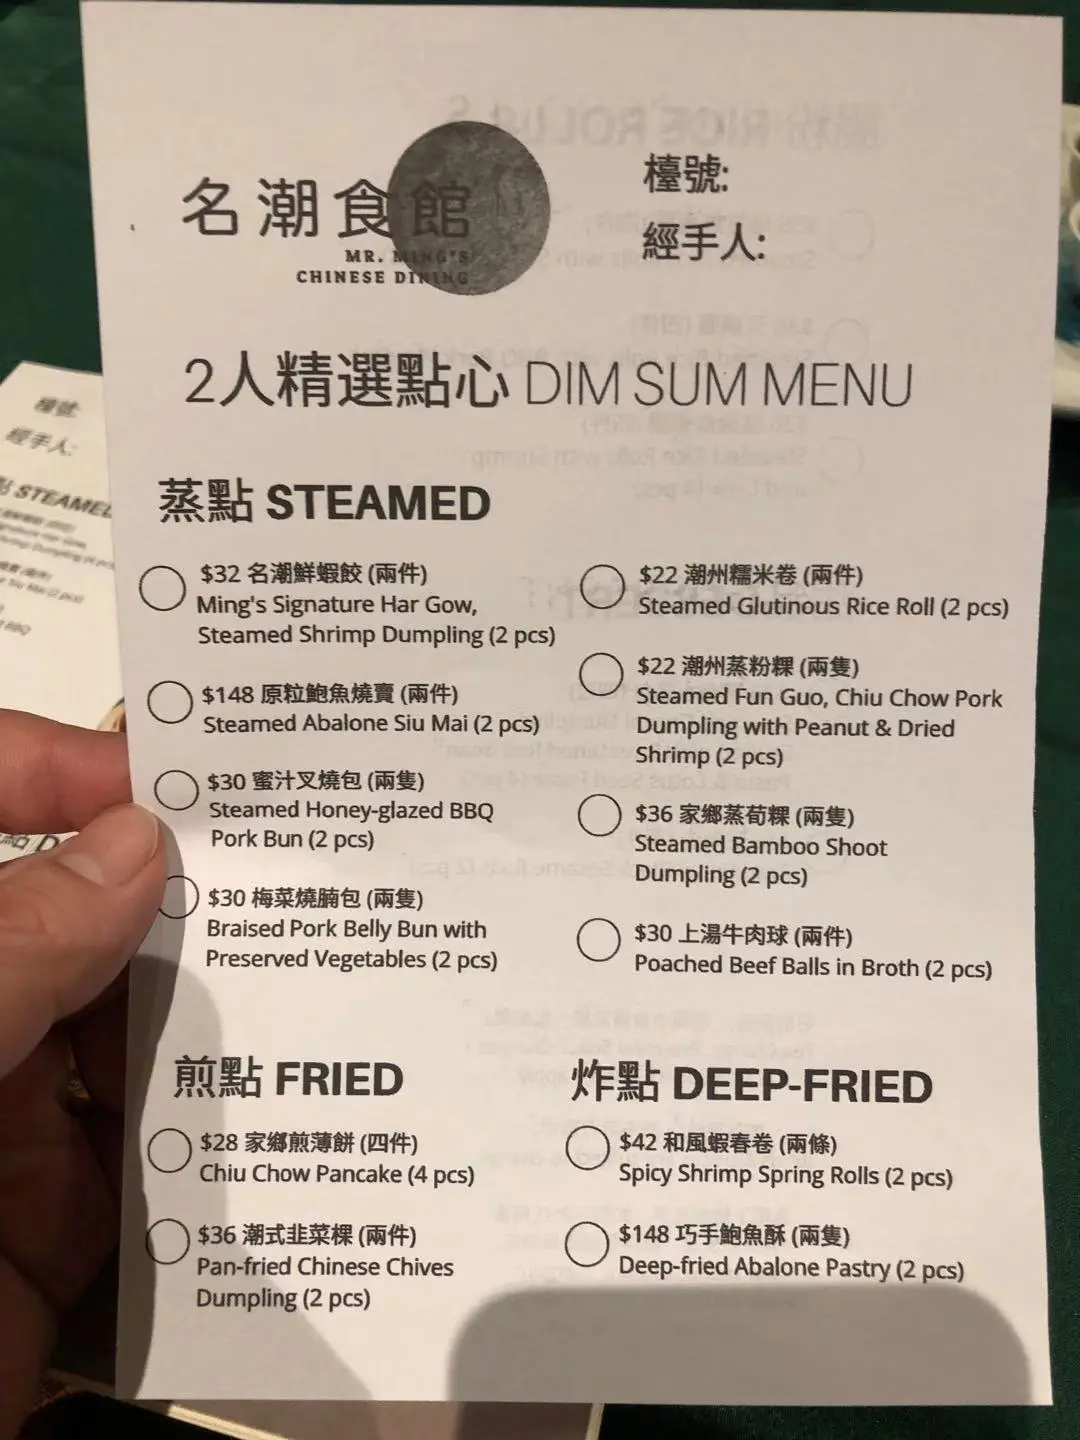 名潮食館
MR. MING'S
CHINESE DINING
檯號:
經手人:
2人精選點心 DIM SUM MENU
蒸點 STEAMED
$32 名潮鮮蝦餃 (兩件)
Ming's Signature Har Gow,
Steamed Shrimp Dumpling (2 pcs)
$148 原粒鮑魚燒賣 (兩件)
Steamed Abalone Siu Mai (2 pcs)
$30 蜜汁叉燒包 (兩隻)
Steamed Honey-glazed BBQ
Pork Bun (2 pcs)
$30 梅菜燒腩包 (兩隻)
Braised Pork Belly Bun with
Preserved Vegetables (2 pcs)
$22 潮州糯米卷 (兩件)
Steamed Glutinous Rice Roll (2 pcs)
$22 潮州蒸粉粿 (兩隻)
Steamed Fun Guo, Chiu Chow Pork
Dumpling with Peanut & Dried
Shrimp (2 pcs)
$36 家鄉蒸荀粿 (兩隻)
Steamed Bamboo Shoot
Dumpling (2 pcs)
$30 上湯牛肉球 (兩件)
Poached Beef Balls in Broth (2 pcs)
煎點 FRIED
$28 家鄉煎薄餅 (四件)
Chiu Chow Pancake (4 pcs)
$36 潮式韭菜粿 (兩件)
Pan-fried Chinese Chives
Dumpling (2 pcs)
炸點 DEEP-FRIED
$42 和風蝦春卷 (兩條)
Spicy Shrimp Spring Rolls (2 pcs)
$148 巧手鮑魚酥 (兩隻)
Deep-fried Abalone Pastry (2 pcs)
檯號:
經手人:
點 STEAMED